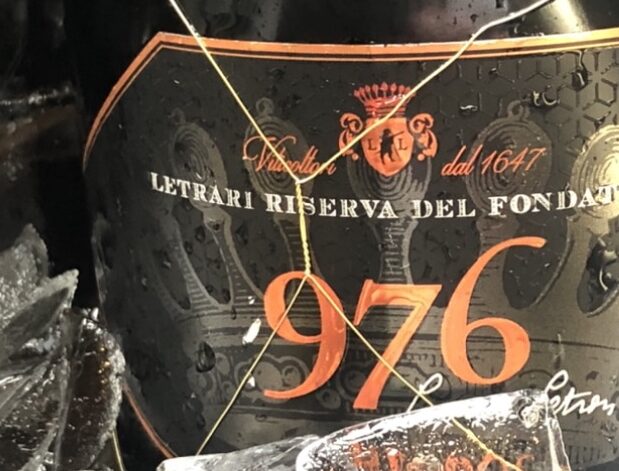 L L
Viticoltori dal 1647
LETRARI RISERVA DEL FONDAT
976